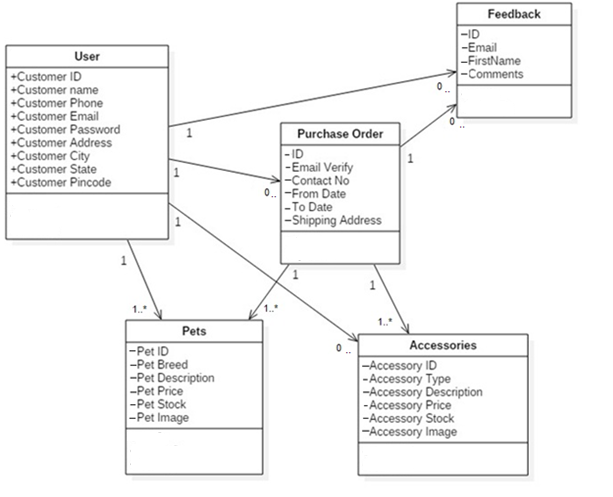 Feedback
−ID
−Email
−FirstName
−Comments
User
+Customer ID
+Customer name
+Customer Phone
+Customer Email
+Customer Password
+Customer Address
+Customer City
+Customer State
+Customer Pincode
1
0 ..
0 ..
Purchase Order
- ID
- Email Verify
−Contact No
−From Date
- To Date
−Shipping Address
1
1
0 ..
1
1
1
1
1..*
1..*
1..*
0 ..
Pets
−Pet ID
−Pet Breed
−Pet Description
−Pet Price
−Pet Stock
−Pet Image
Accessories
−Accessory ID
- Accessory Type
−Accessory Description
- Accessory Price
- Accessory Stock
−Accessory Image